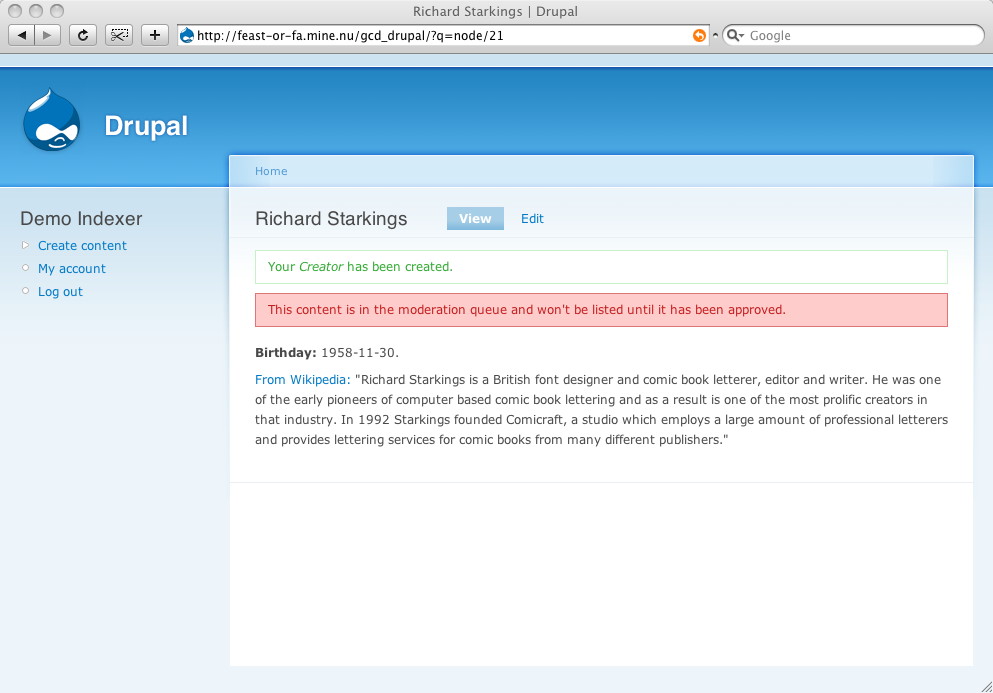 Richard Starkings | Drupal
http://feast-or-fa.mine.nu/gcd_drupal/?q=node/21
Google
Drupal
Home
Demo Indexer
Create content
My account
Log out
Richard Starkings
View
Edit
Your Creator has been created.
This content is in the moderation queue and won't be listed until it has been approved.
Birthday: 1958-11-30.
From Wikipedia: "Richard Starkings is a British font designer and comic book letterer, editor and writer. He was one
of the early pioneers of computer based comic book lettering and as a result is one of the most prolific creators in
that industry. In 1992 Starkings founded Comicraft, a studio which employs a large amount of professional letterers
and provides lettering services for comic books from many different publishers."